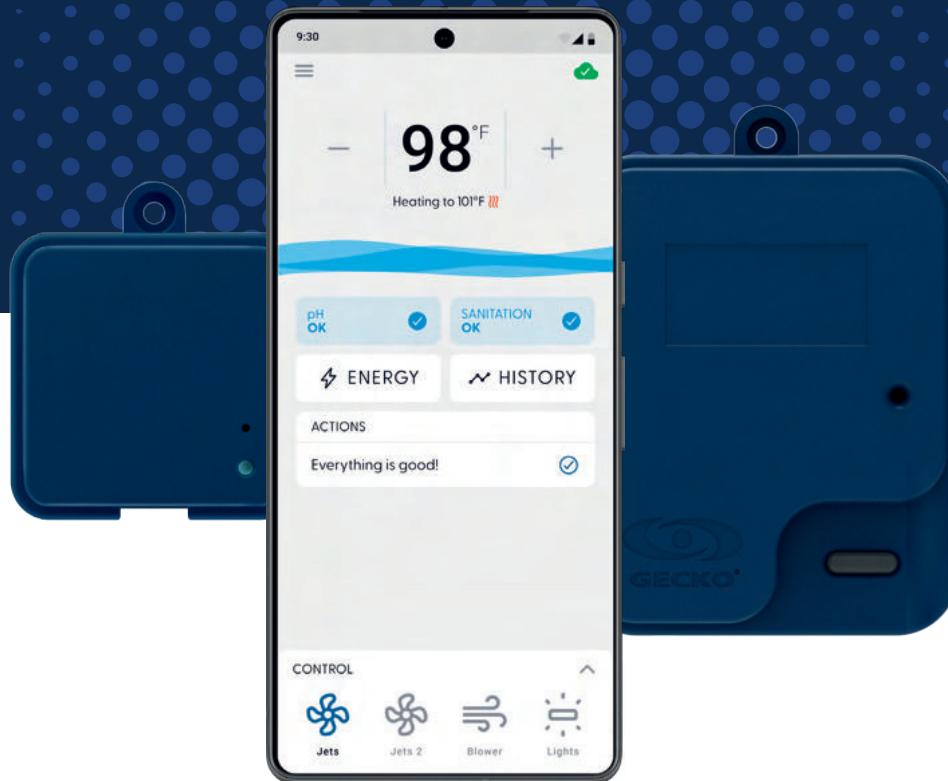 9:30
98°F
Heating to 101°F
pH
OK
SANITATION
OK
ENERGY
HISTORY
ACTIONS
Everything is good!
GECKO®
CONTROL
Jets
Jets 2
Blower
Lights